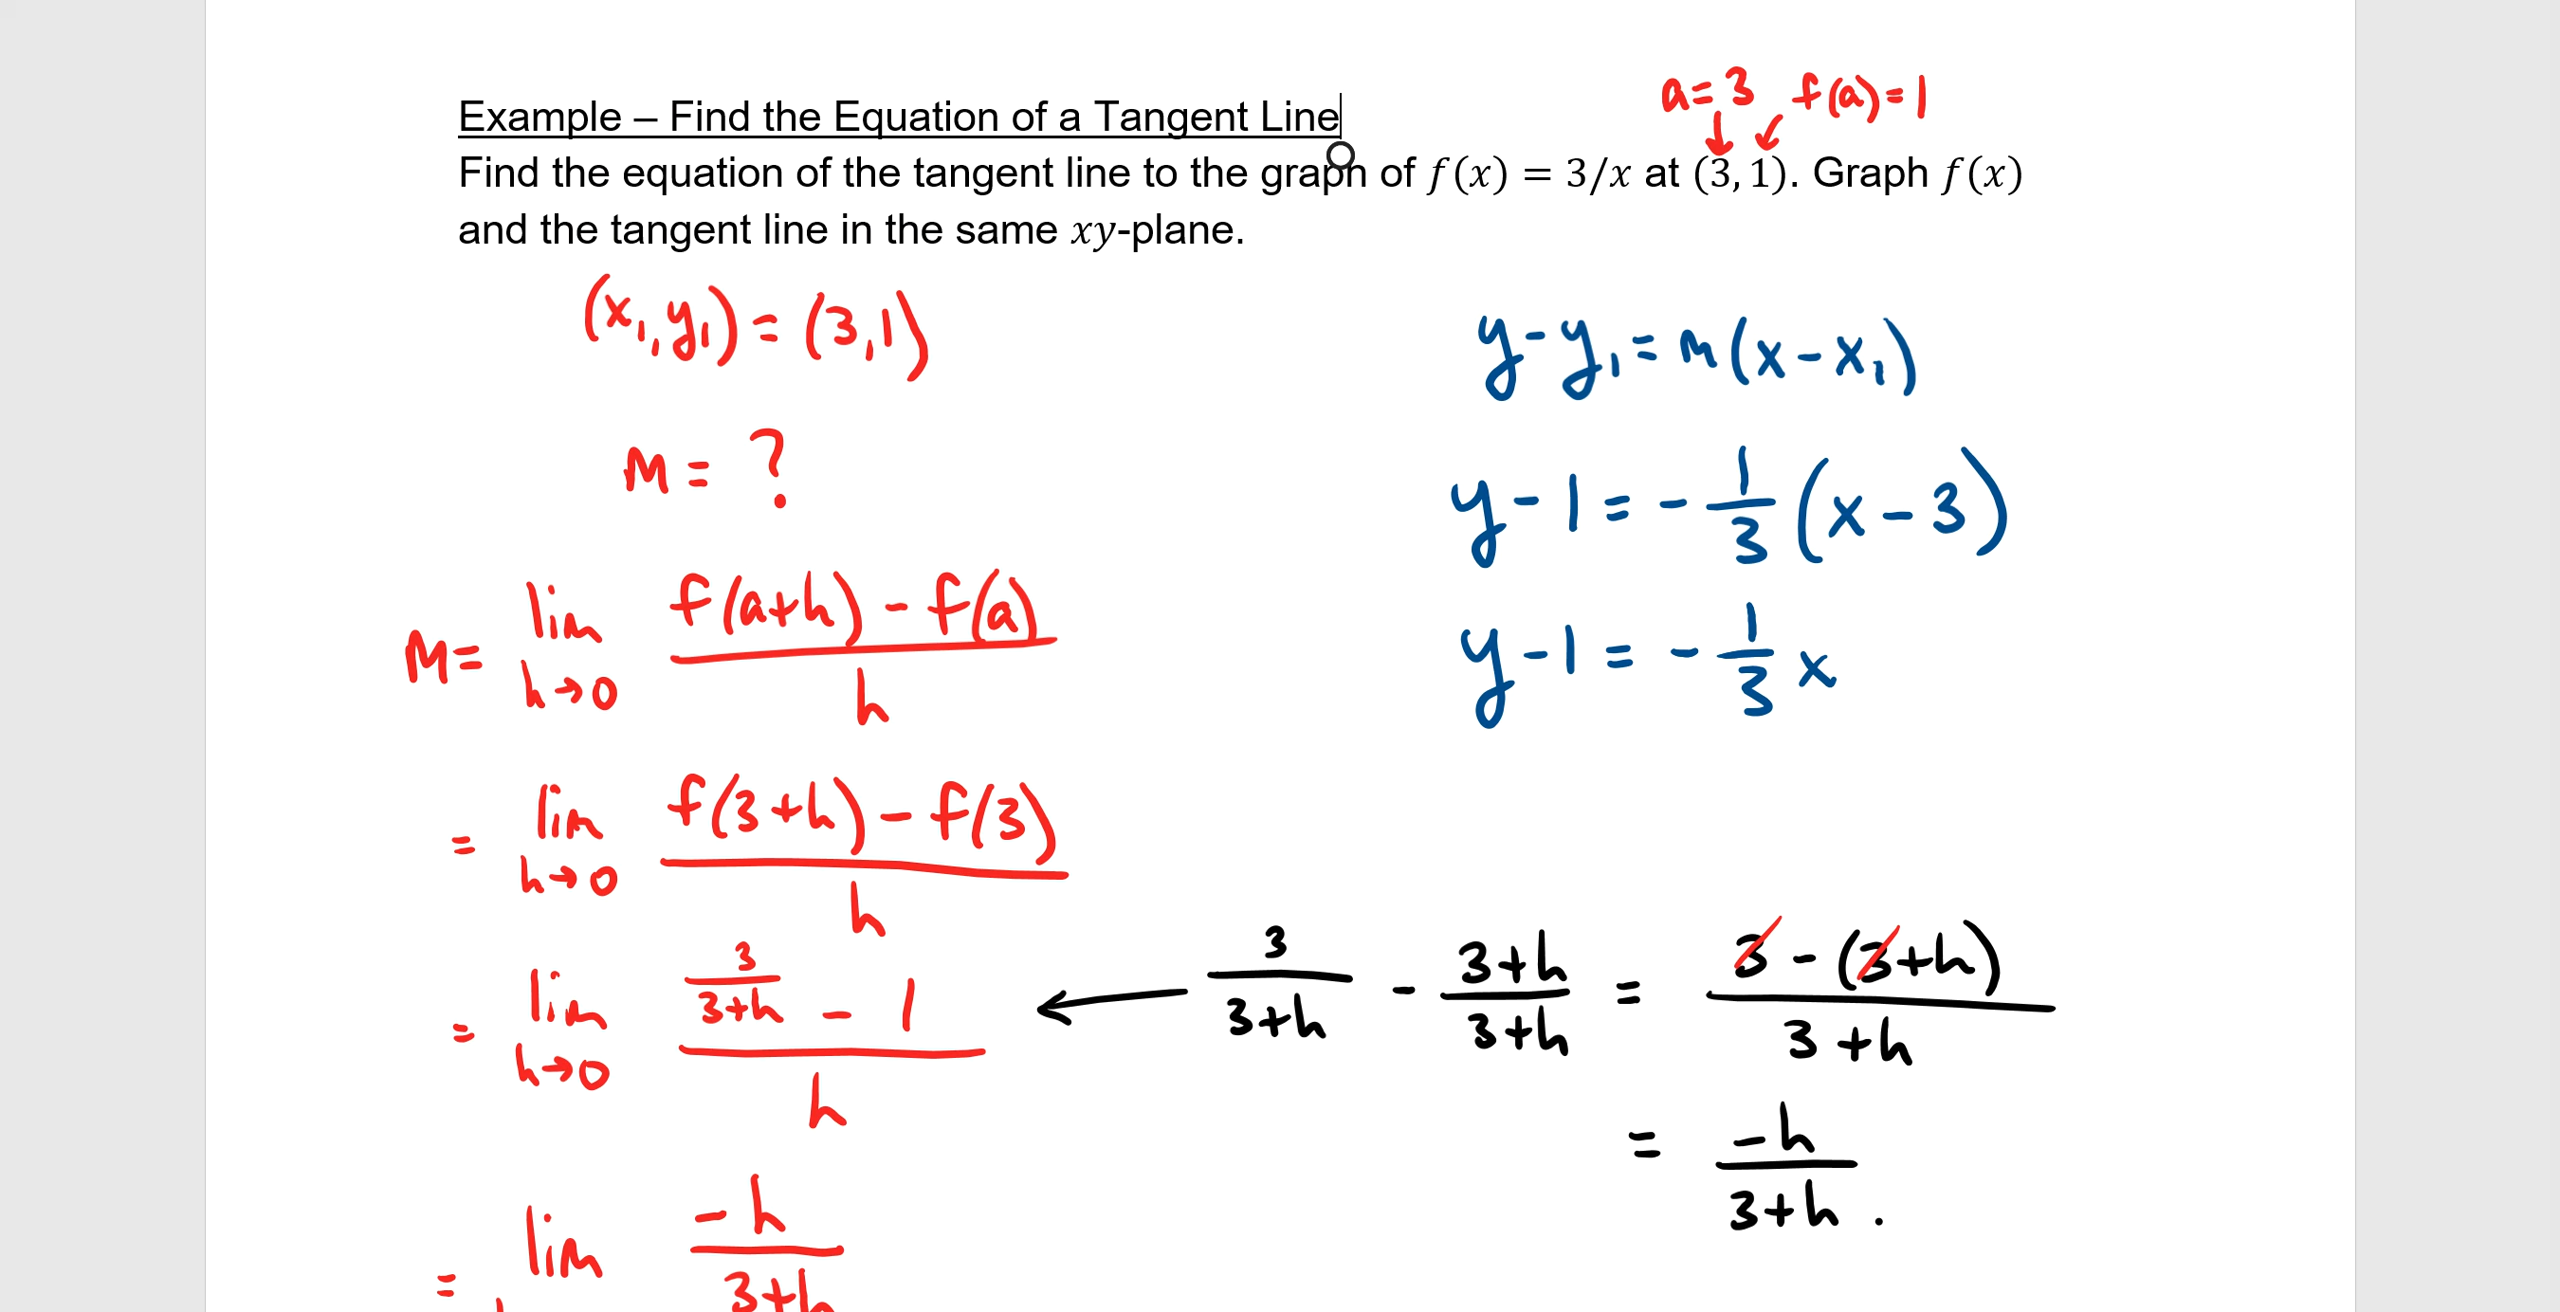 Example – Find the Equation of a Tangent Line
a=3 f(a)=1
Find the equation of the tangent line to the graph of f(x) = 3/x at (3,1). Graph f(x)
and the tangent line in the same xy-plane.
(x₁,y₁) = (3,1)
m = ?
m = lim h→0 f(a+h) - f(a) / h
= lim h→0 f(3+h) - f(3) / h
= lim h→0 3/3+h - 1 / h
= lim -h / 3+h
y - y₁ = m(x - x₁)
y - 1 = - 1/3 (x - 3)
y - 1 = - 1/3 x
3/3+h - 3+h/3+h = 3 - (3+h) / 3+h
= -h / 3+h .